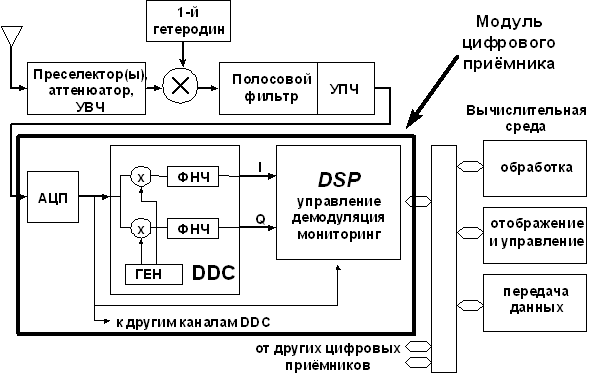 1-й
гетеродин
Модуль
цифрового
приёмника
Преселектор(ы),
аттенюатор,
УВЧ
X
Полосовой
фильтр
УПЧ
Вычислительная
среда
АЦП
x
ФНЧ
I
DSP
управление
демодуляция
мониторинг
x
ФНЧ
Q
ГЕН
DDC
к другим каналам DDC
обработка
отображение
и управление
передача
данных
от других цифровых
приёмников